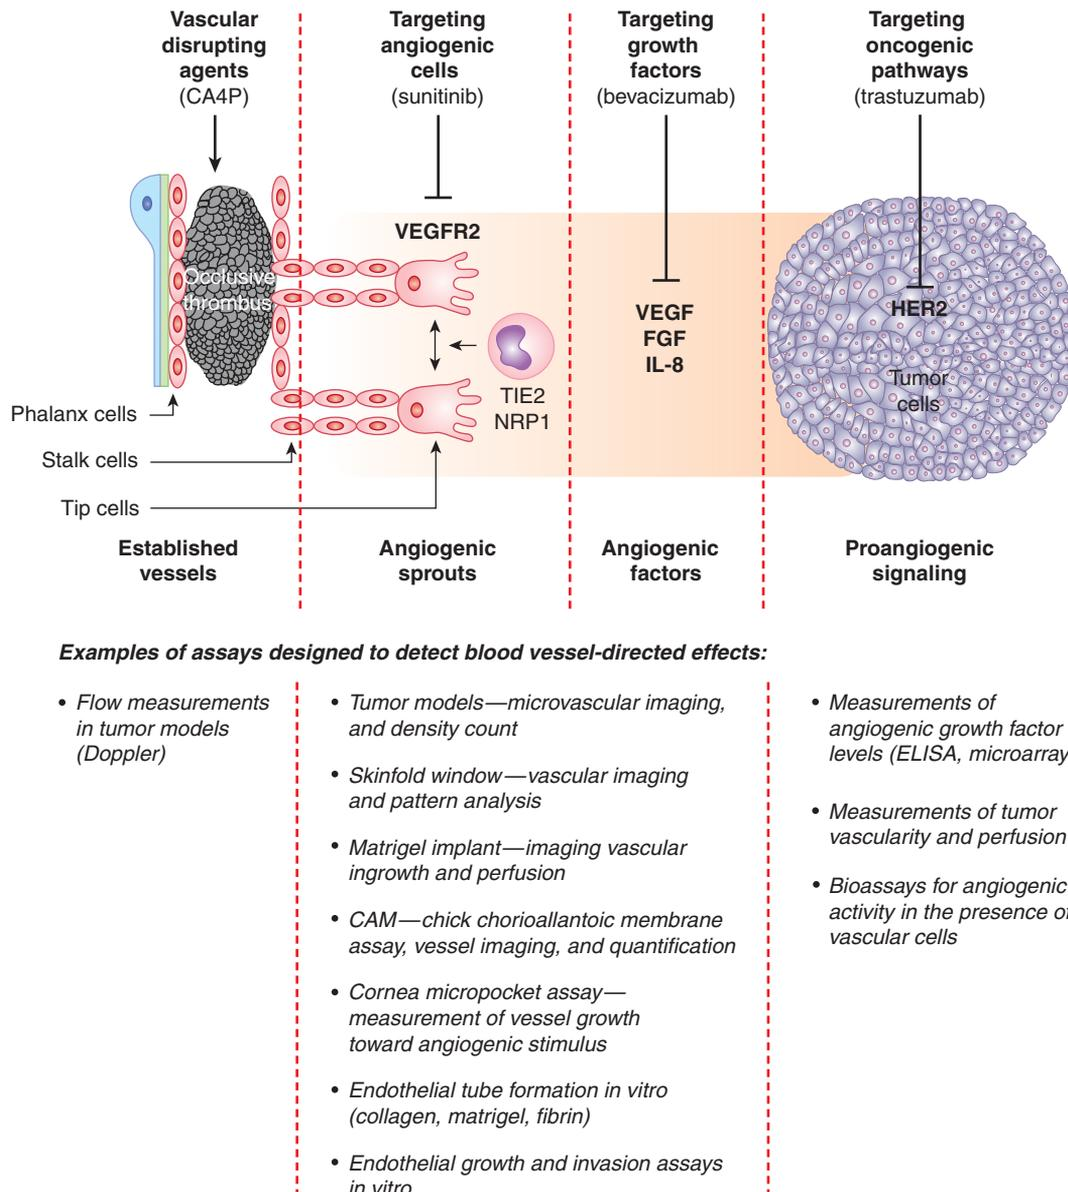 Vascular
disrupting
agents
(CA4P)
Targeting
angiogenic
cells
(sunitinib)
Targeting
growth
factors
(bevacizumab)
Targeting
oncogenic
pathways
(trastuzumab)
VEGFR2
Occlusive
thrombus
VEGF
FGF
IL-8
HER2
Tumor
cells
TIE2
NRP1
Phalanx cells
Stalk cells
Tip cells
Established
vessels
Angiogenic
sprouts
Angiogenic
factors
Proangiogenic
signaling
Examples of assays designed to detect blood vessel-directed effects:
• Flow measurements
in tumor models
(Doppler)
• Tumor models—microvascular imaging,
and density count
• Skinfold window—vascular imaging
and pattern analysis
• Matrigel implant—imaging vascular
ingrowth and perfusion
• CAM—chick chorioallantoic membrane
assay, vessel imaging, and quantification
• Cornea micropocket assay—
measurement of vessel growth
toward angiogenic stimulus
• Endothelial tube formation in vitro
(collagen, matrigel, fibrin)
• Endothelial growth and invasion assays
in vitro
• Measurements of
angiogenic growth factor
levels (ELISA, microarray
• Measurements of tumor
vascularity and perfusion
• Bioassays for angiogenic
activity in the presence of
vascular cells